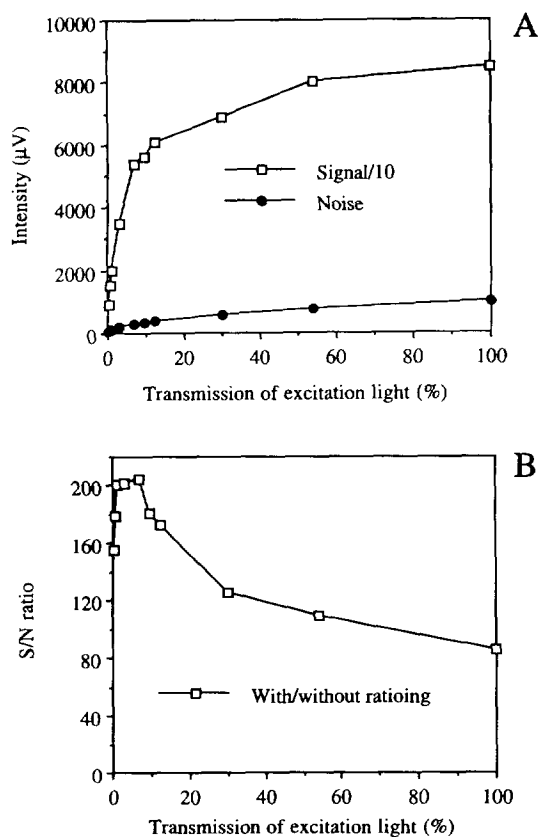 A
10000
8000
6000
4000
2000
0
Intensity (µV)
Signal/10
Noise
0 20 40 60 80 100
Transmission of excitation light (%)
B
200
160
120
80
40
0
S/N ratio
With/without ratioing
0 20 40 60 80 100
Transmission of excitation light (%)